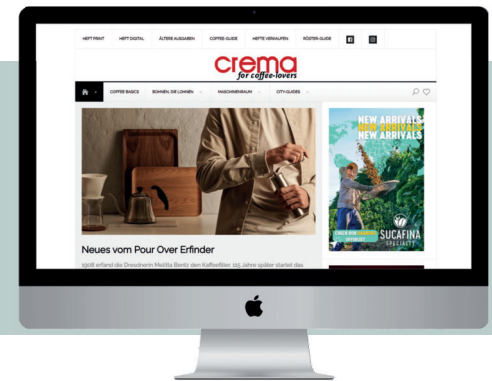 HEFT PRINT HEFT DIGITAL ÄLTERE AUSGABEN COFFEE-GUIDE HEFTE VERKAUFEN RÖSTER-GUIDE
crema
for coffee-lovers
COFFEE BASICS BOHNEN, DIE LOHNEN MASCHINENRAUM CITY-GUIDES
NEW ARRIVALS
NEW ARRIVALS
NEW ARRIVALS
SUCAFINA
SPECIALTY
Neues vom Pour Over Erfinder
1908 erfand die Dresdnerin Melitta Bentz den Kaffeefilter. 115 Jahre später startet das